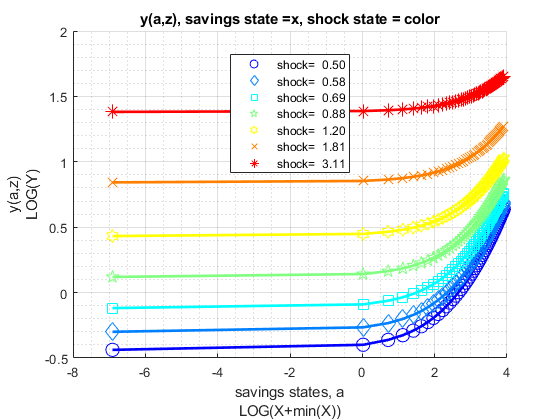 y(a,z), savings state =x, shock state = color
2
1.5
1
0.5
0
-0.5
y(a,z)
LOG(Y)
shock= 0.50
shock= 0.58
shock= 0.69
shock= 0.88
shock= 1.20
shock= 1.81
shock= 3.11
-8 -6 -4 -2 0 2 4
savings states, a
LOG(X+min(X))